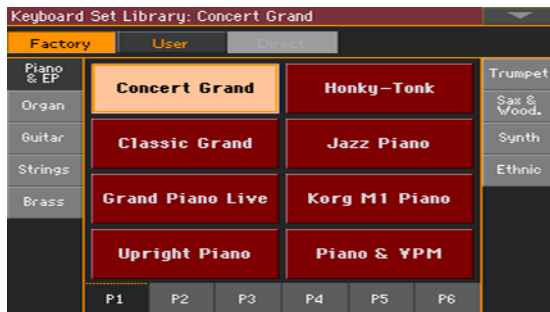 Keyboard Set Library: Concert Grand
Factory User Direct
Piano
& EP
Organ
Guitar
Strings
Brass
Concert Grand
Honky-Tonk
Classic Grand
Jazz Piano
Grand Piano Live
Korg M1 Piano
Upright Piano
Piano & VPM
Trumpet
Sax &
Wood.
Synth
Ethnic
P1 P2 P3 P4 P5 P6